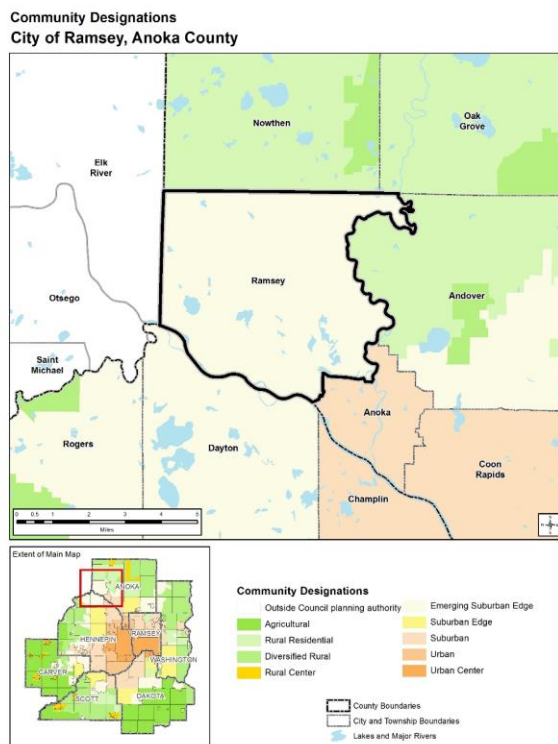 Community Designations
City of Ramsey, Anoka County
Nowthen
Oak
Grove
Elk
River
Ramsey
Otsego
Andover
Saint
Michael
Anoka
Rogers
Dayton
Coon
Rapids
Champlin
0 0.5 1 2 3 4 5
Miles
Extent of Main Map
ANOKA
HENNEPIN
RAMSEY
WASHINGTON
CARVER
SCOTT
DAKOTA
Community Designations
Outside Council planning authority
Agricultural
Rural Residential
Diversified Rural
Rural Center
Emerging Suburban Edge
Suburban Edge
Suburban
Urban
Urban Center
County Boundaries
City and Township Boundaries
Lakes and Major Rivers